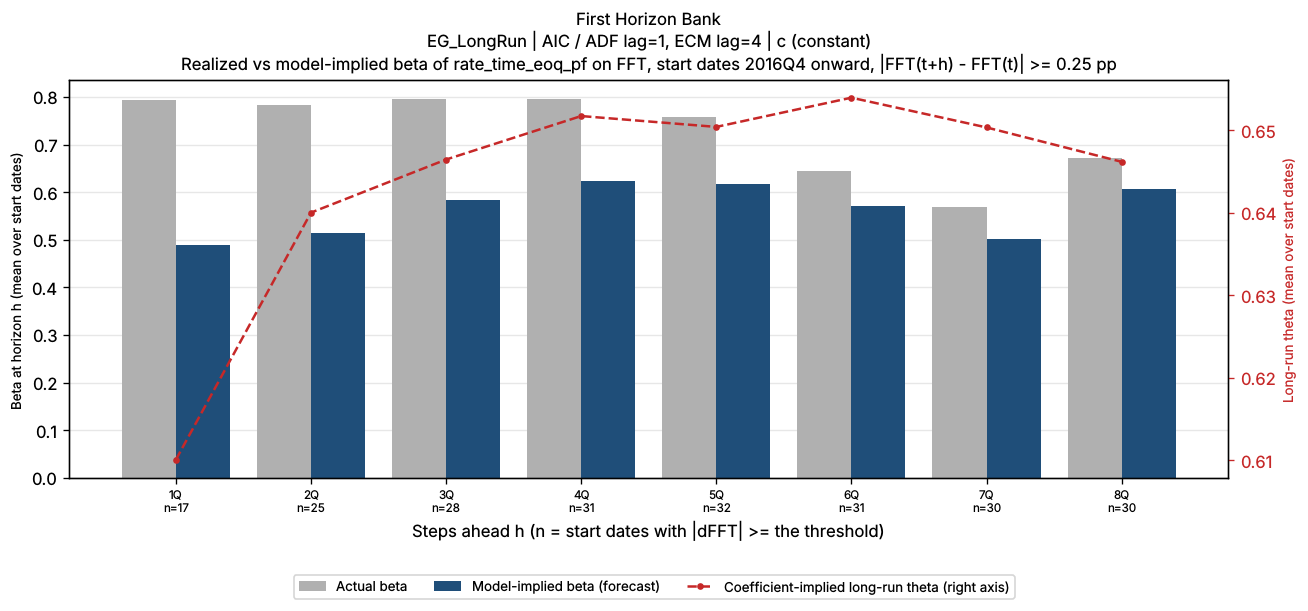 First Horizon Bank
EG_LongRun | AIC / ADF lag=1, ECM lag=4 | c (constant)
Realized vs model-implied beta of rate_time_eoq_pf on FFT, start dates 2016Q4 onward, |FFT(t+h) - FFT(t)| >= 0.25 pp
Beta at horizon h (mean over start dates)
0.8
0.7
0.6
0.5
0.4
0.3
0.2
0.1
0.0
0.65
0.64
0.63
0.62
0.61
Long-run theta (mean over start dates)
1Q
n=17
2Q
n=25
3Q
n=28
4Q
n=31
5Q
n=32
6Q
n=31
7Q
n=30
8Q
n=30
Steps ahead h (n = start dates with |dFFT| >= the threshold)
Actual beta
Model-implied beta (forecast)
Coefficient-implied long-run theta (right axis)